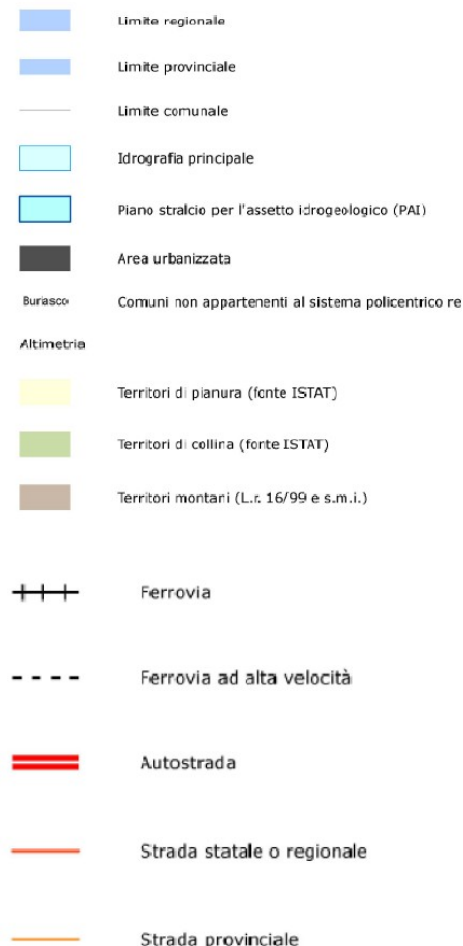 Limite regionale
Limite provinciale
Limite comunale
Idrografia principale
Piano stralcio per l'assetto idrogeologico (PAI)
Area urbanizzata
Buriasco Comuni non appartenenti al sistema policentrico re
Altimetria
Territori di pianura (fonte ISTAT)
Territori di collina (fonte ISTAT)
Territori montani (L.r. 16/99 e s.m.i.)
Ferrovia
Ferrovia ad alta velocità
Autostrada
Strada statale o regionale
Strada provinciale